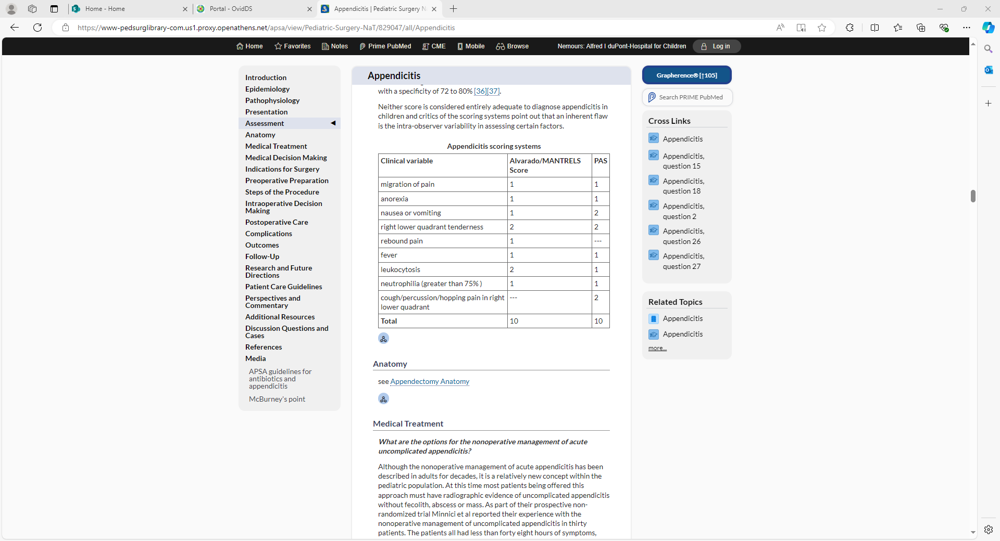 Home - Home
Portal - OvidDS
Appendicitis | Pediatric Surgery N
https://www-pedsurglibrary-com.us1.proxy.openathens.net/apsa/view/Pediatric-Surgery-NaT/829047/all/Appendicitis
Home Favorites Notes Prime PubMed CME Mobile Browse Nemours: Alfred I duPont-Hospital for Children Log in
Introduction
Epidemiology
Pathophysiology
Presentation
Assessment
Anatomy
Medical Treatment
Medical Decision Making
Indications for Surgery
Preoperative Preparation
Steps of the Procedure
Intraoperative Decision
Making
Postoperative Care
Complications
Outcomes
Follow-Up
Research and Future
Directions
Patient Care Guidelines
Perspectives and
Commentary
Additional Resources
Discussion Questions and
Cases
References
Media
APSA guidelines for
antibiotics and
appendicitis
McBurney's point
Appendicitis
with a specificity of 72 to 80% [36][37].
Neither score is considered entirely adequate to diagnose appendicitis in
children and critics of the scoring systems point out that an inherent flaw
is the intra-observer variability in assessing certain factors.
Appendicitis scoring systems
Clinical variable Alvarado/MANTRELS PAS
Score
migration of pain 1 1
anorexia 1 1
nausea or vomiting 1 2
right lower quadrant tenderness 2 2
rebound pain 1 ---
fever 1 1
leukocytosis 2 1
neutrophilia (greater than 75% ) 1 1
cough/percussion/hopping pain in right --- 2
lower quadrant
Total 10 10
Anatomy
see Appendectomy Anatomy
Medical Treatment
What are the options for the nonoperative management of acute
uncomplicated appendicitis?
Although the nonoperative management of acute appendicitis has been
described in adults for decades, it is a relatively new concept within the
pediatric population. At this time most patients being offered this
approach must have radiographic evidence of uncomplicated appendicitis
without fecolith, abscess or mass. As part of their prospective non-
randomized trial Minnici et al reported their experience with the
nonoperative management of uncomplicated appendicitis in thirty
patients. The patients all had less than forty eight hours of symptoms,
Grapherence® [↑105]
Search PRIME PubMed
Cross Links
Appendicitis
Appendicitis,
question 15
Appendicitis,
question 18
Appendicitis,
question 2
Appendicitis,
question 26
Appendicitis,
question 27
Related Topics
Appendicitis
Appendicitis
more...